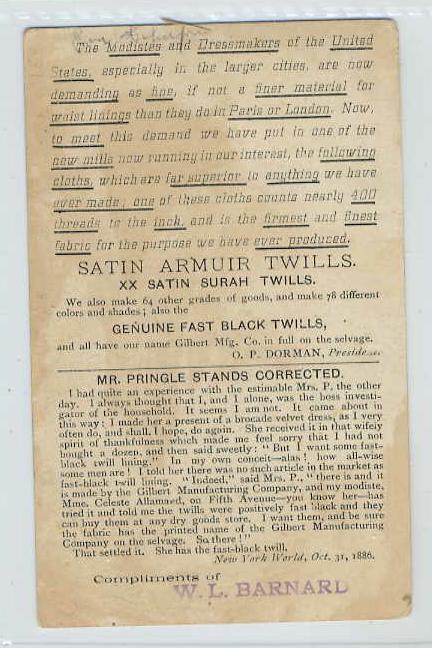 The Modistes and Dressmakers of the United
States, especially in the larger cities, are now
demanding as fine, if not a finer material for
waist linings than they do in Paris or London. Now,
to meet this demand we have put in one of the
new mills now running in our interest, the following
cloths, which are far superior to anything we have
ever made; one of these cloths counts nearly 400
threads to the inch, and is the firmest and finest
fabric for the purpose we have ever produced.
SATIN ARMUIR TWILLS.
XX SATIN SURAH TWILLS.
We also make 64 other grades of goods, and make 78 different
colors and shades; also the
GENUINE FAST BLACK TWILLS,
and all have our name Gilbert Mfg. Co. in full on the selvage.
O. P. DORMAN, President.
MR. PRINGLE STANDS CORRECTED.
I had quite an experience with the estimable Mrs. P. the other
day. I always thought that I, and I alone, was the boss investi-
gator of the household. It seems I am not. It came about in
this way: I made her a present of a brocade velvet dress, as I very
often do, and shall, I hope, do again. She received it in that wifely
spirit of thankfulness which made me feel sorry that I had not
bought a dozen, and then said sweetly: "But I want some fast-
black twill lining." In my own conceit—alas! how all-wise
some men are! I told her there was no such article in the market as
fast-black twill lining. "Indeed," said Mrs. P., "there is and it
is made by the Gilbert Manufacturing Company, and my modiste,
Mme. Celeste Allamand, on Fifth Avenue—you know her—has
tried it and told me the twills were positively fast black and they
can buy them at any dry goods store. I want them, and be sure
the fabric has the printed name of the Gilbert Manufacturing
Company on the selvage. So there!"
That settled it. She has the fast-black twill.
New York World, Oct. 31, 1886.
Compliments of
W. L. BARNARD